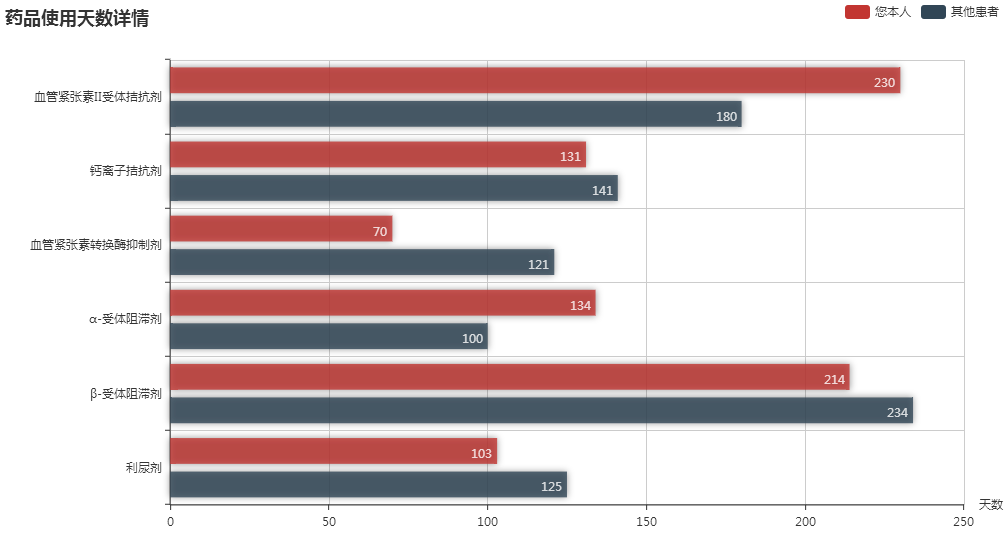 药品使用天数详情
您本人
其他患者
血管紧张素II受体拮抗剂
230
180
钙离子拮抗剂
131
141
血管紧张素转换酶抑制剂
70
121
α-受体阻滞剂
134
100
β-受体阻滞剂
214
234
利尿剂
103
125
天数
0 50 100 150 200 250